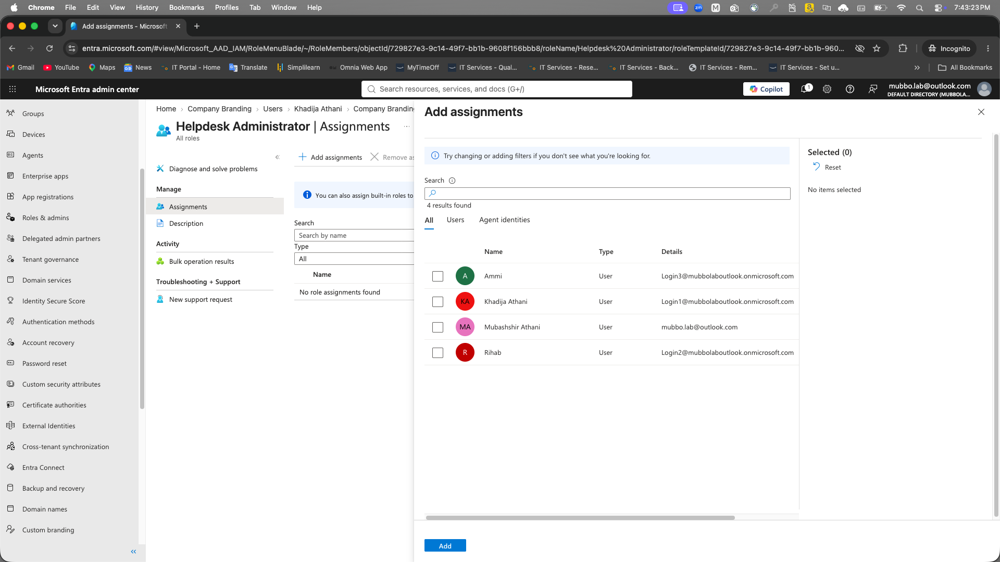 Chrome File Edit View History Bookmarks Profiles Tab Window Help 7:43:23 PM
Add assignments - Microsoft
entra.microsoft.com/#view/Microsoft_AAD_IAM/RoleMenuBlade/~/RoleMembers/objectId/729827e3-9c14-49f7-bb1b-9608f156bbb8/roleName/Helpdesk%20Administrator/roleTemplateId/729827e3-9c14-49f7-bb1b-960... Incognito
Gmail YouTube Maps News IT Portal - Home Translate Simplilearn Omnia Web App MyTimeOff IT Services - Qual... IT Services - Rese... IT Services - Back... IT Services - Rem... IT Services - Set u... All Bookmarks
Microsoft Entra admin center
Search resources, services, and docs (G+/)
Copilot
1
mubbo.lab@outlook.com
DEFAULT DIRECTORY (MUBBOLA...
Groups
Devices
Agents
Enterprise apps
App registrations
Roles & admins
Delegated admin partners
Tenant governance
Domain services
Identity Secure Score
Authentication methods
Account recovery
Password reset
Custom security attributes
Certificate authorities
External Identities
Cross-tenant synchronization
Entra Connect
Backup and recovery
Domain names
Custom branding
Home > Company Branding > Users > Khadija Athani > Company Branding
Helpdesk Administrator | Assignments ...
All roles
Diagnose and solve problems
Manage
Assignments
Description
Activity
Bulk operation results
Troubleshooting + Support
New support request
Add assignments Remove as
You can also assign built-in roles to
Search
Search by name
Type
All
Name
No role assignments found
Add assignments
Try changing or adding filters if you don't see what you're looking for.
Search
4 results found
All Users Agent identities
Name Type Details
A Ammi User Login3@mubbolaboutlook.onmicrosoft.com
KA Khadija Athani User Login1@mubbolaboutlook.onmicrosoft.com
MA Mubashshir Athani User mubbo.lab@outlook.com
R Rihab User Login2@mubbolaboutlook.onmicrosoft.com
Selected (0)
Reset
No items selected
Add